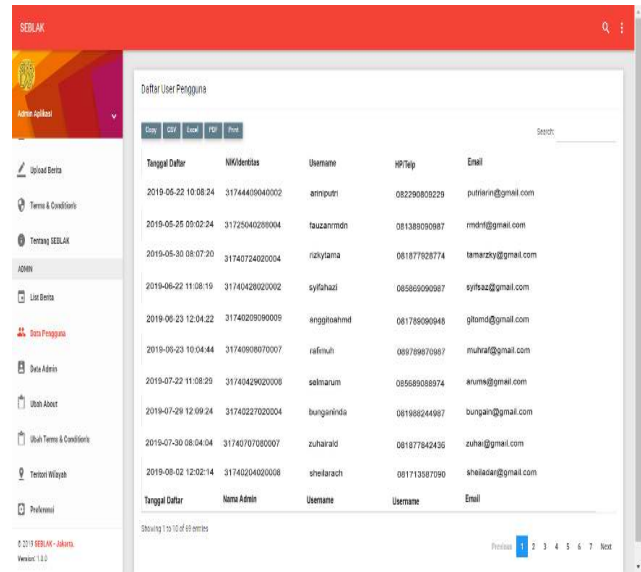 SEBLAK
Admin Aplikasi
Upload Berita
Terms & Condition's
Tentang SEBLAK
ADMIN
List Berita
Data Pengguna
Data Admin
Ubah About
Ubah Terms & Condition's
Teritori Wilayah
Preferensi
© 2019 SEBLAK - Jakarta.
Version: 1.0.0
Daftar User Pengguna
Copy CSV Excel PDF Print
Search:
Tanggal Daftar NIK/Identitas Username HP/Telp Email
2019-05-22 10:08:24 31744409040002 arini​putri 082290809229 putriarin@gmail.com
2019-05-25 09:02:24 31725040288004 fauzanrmdn 081389090987 rmdnf@gmail.com
2019-05-30 08:07:20 31740724020004 rizkytama 081877928774 tamarzky@gmail.com
2019-06-22 11:08:19 31740428020002 syifahazi 085869090987 syifsaz@gmail.com
2019-06-23 12:04:22 31740209090009 anggitoahmd 081789090948 gitomd@gmail.com
2019-06-23 10:04:44 31740908070007 rafimuh 089789870987 muhraf@gmail.com
2019-07-22 11:08:29 31740429020008 selmarum 085689088974 arums@gmail.com
2019-07-29 12:09:24 31740227020004 bunganinda 081988244987 bungain@gmail.com
2019-07-30 08:04:04 31740707080007 zuhairald 081877842436 zuhai@gmail.com
2019-08-02 12:02:14 31740204020008 sheilarach 081713587090 sheiladar@gmail.com
Tanggal Daftar Nama Admin Username Username Email
Showing 1 to 10 of 69 entries
Previous 1 2 3 4 5 6 7 Next